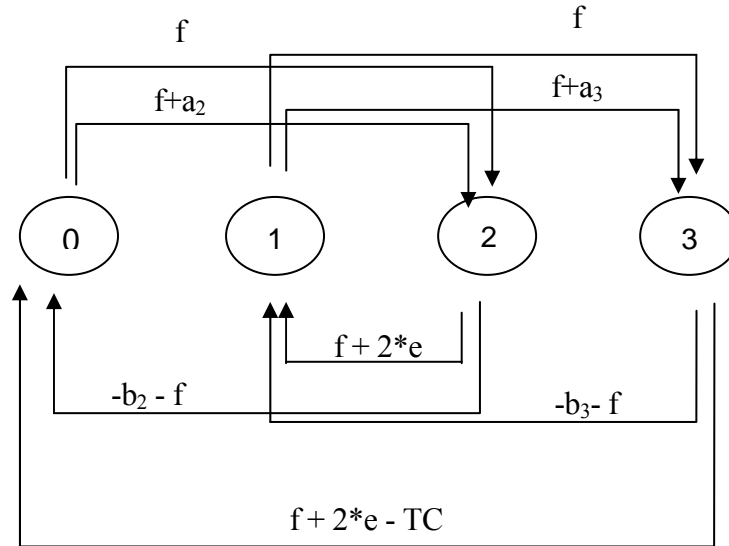 f
f
f+a₂
f+a₃
0
1
2
3
f + 2*e
-b₂ - f
-b₃- f
f + 2*e - TC